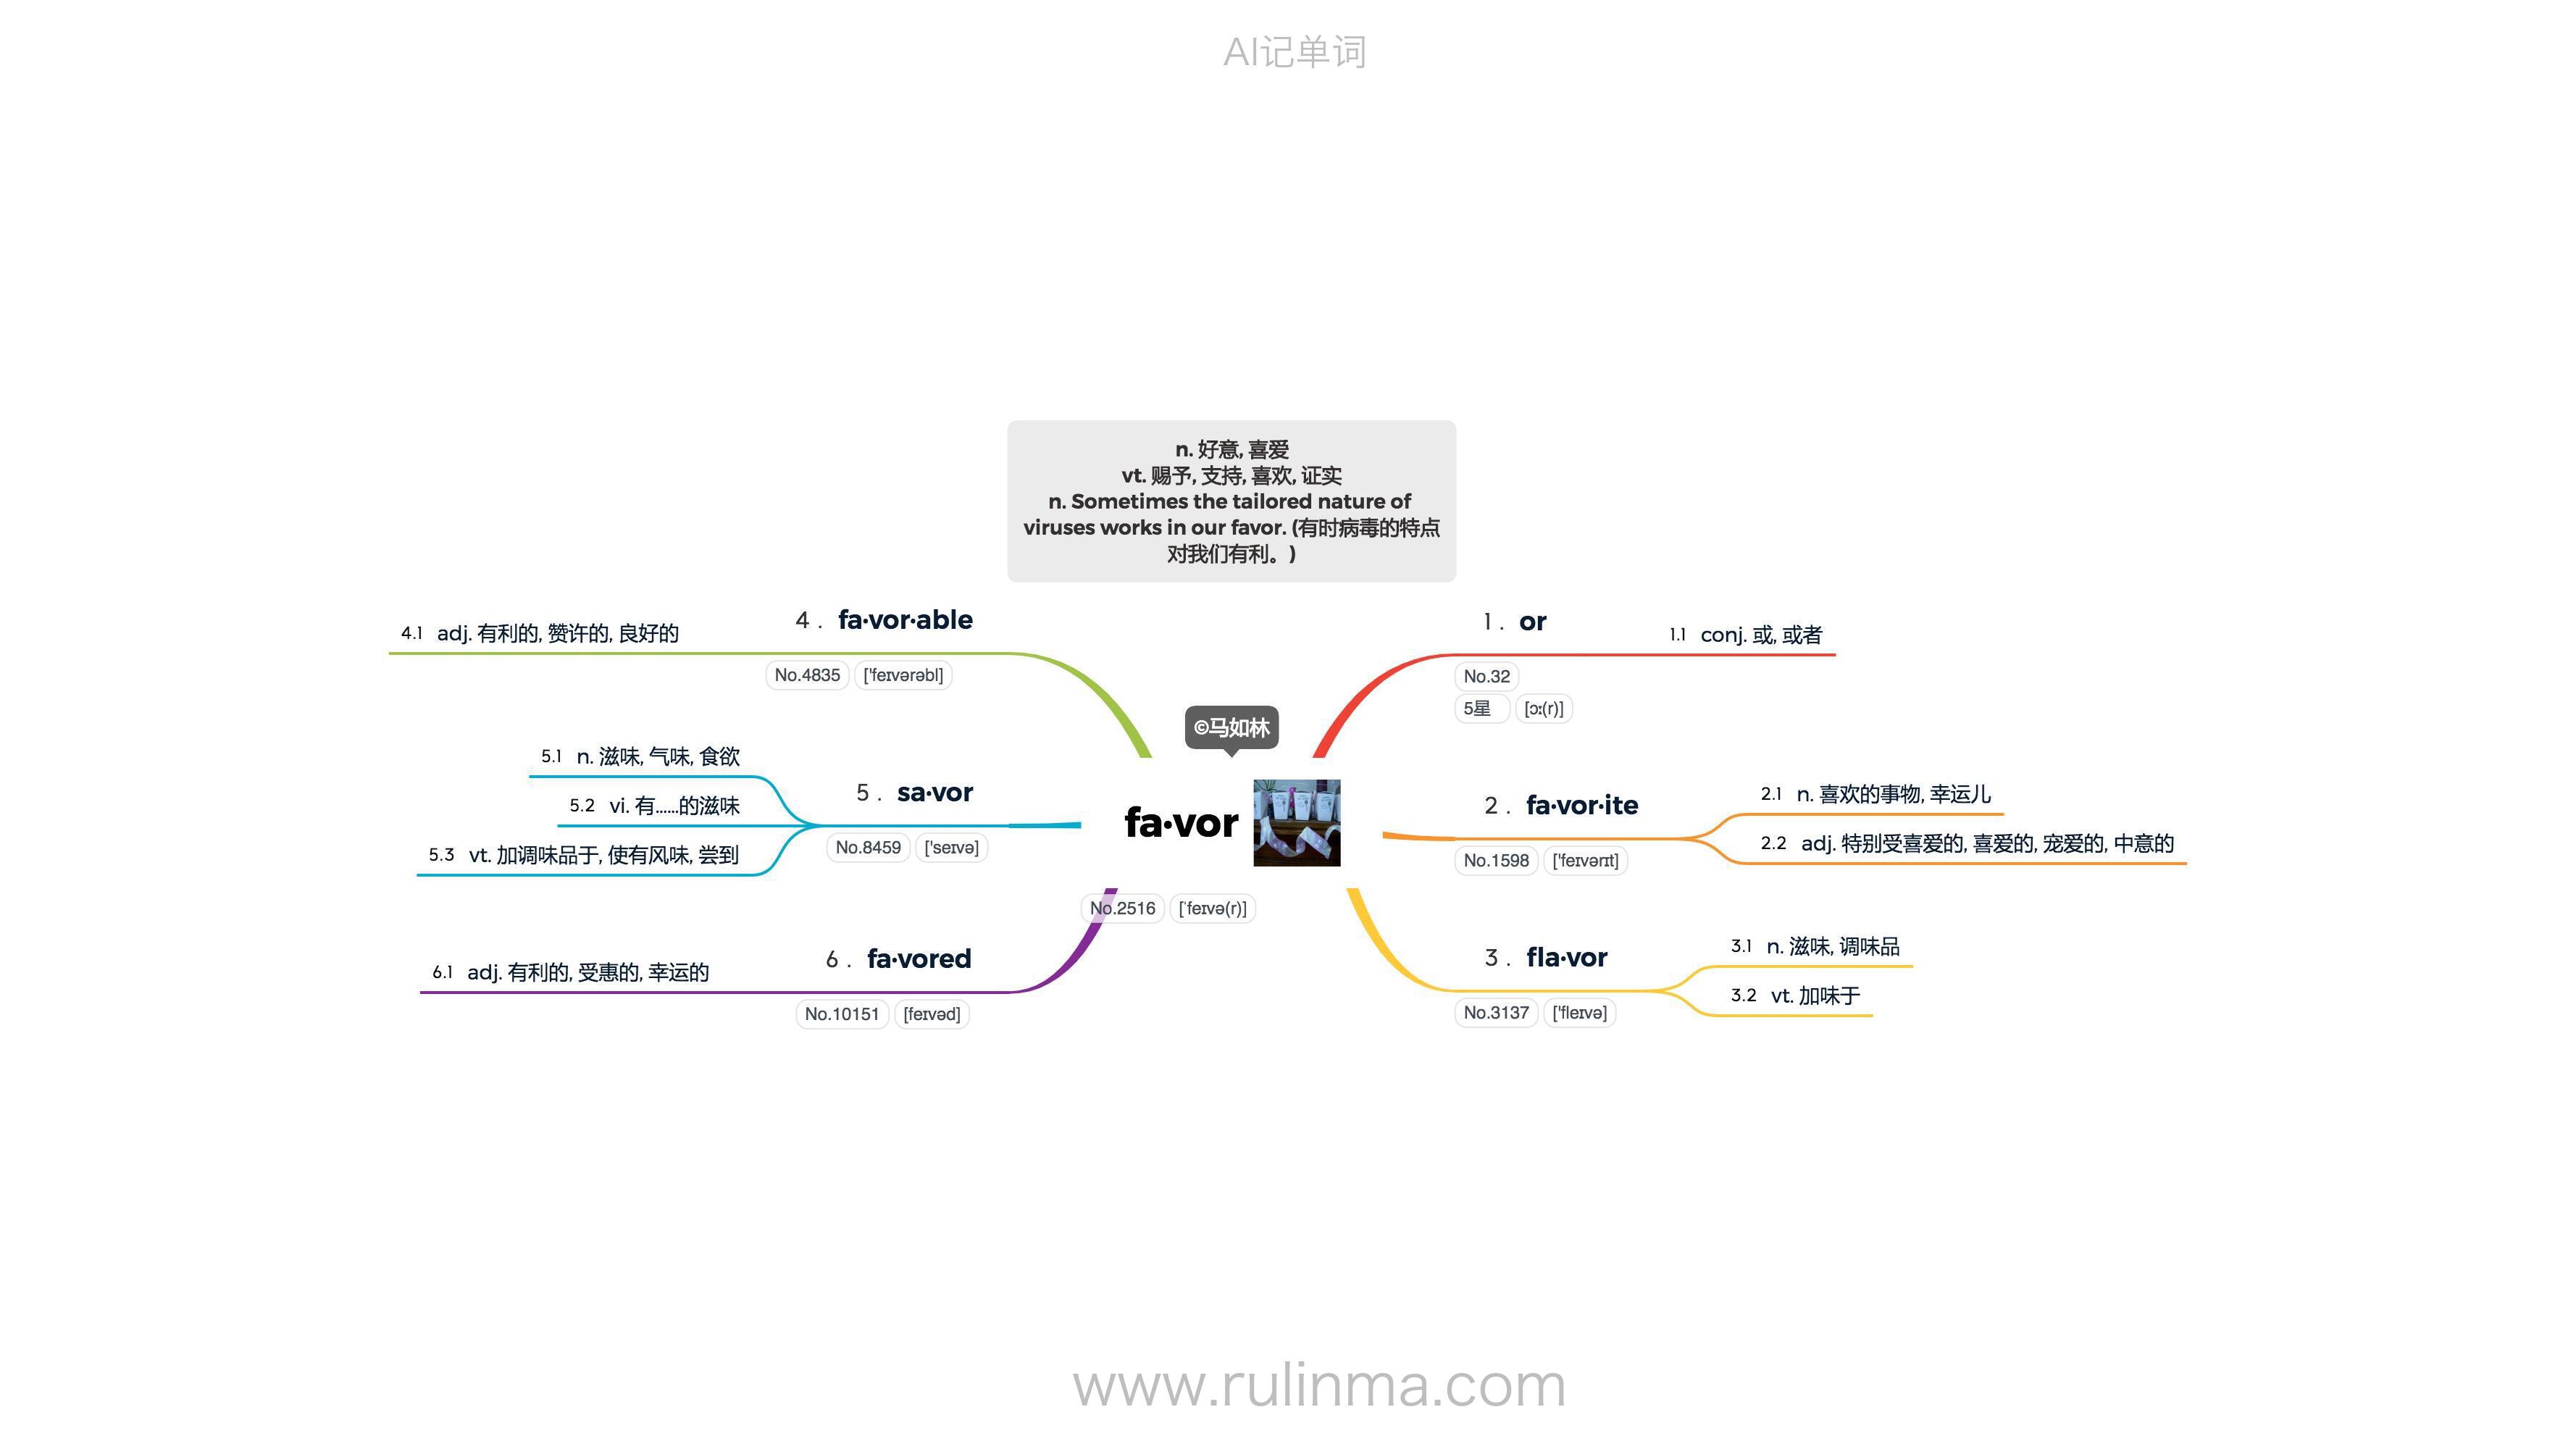 AI记单词
n. 好意, 喜爱
vt. 赐予, 支持, 喜欢, 证实
n. Sometimes the tailored nature of
viruses works in our favor. (有时病毒的特点
对我们有利。)
©马如林
fa·vor
No.2516 ['feɪvə(r)]
1 . or
No.32
5星 [ɔː(r)]
1.1 conj. 或, 或者
2 . fa·vor·ite
No.1598 ['feɪvərɪt]
2.1 n. 喜欢的事物, 幸运儿
2.2 adj. 特别受喜爱的, 喜爱的, 宠爱的, 中意的
3 . fla·vor
No.3137 ['fleɪvə]
3.1 n. 滋味, 调味品
3.2 vt. 加味于
4 . fa·vor·able
No.4835 ['feɪvərəbl]
4.1 adj. 有利的, 赞许的, 良好的
5 . sa·vor
No.8459 ['seɪvə]
5.1 n. 滋味, 气味, 食欲
5.2 vi. 有……的滋味
5.3 vt. 加调味品于, 使有风味, 尝到
6 . fa·vored
No.10151 [feɪvəd]
6.1 adj. 有利的, 受惠的, 幸运的
www.rulinma.com